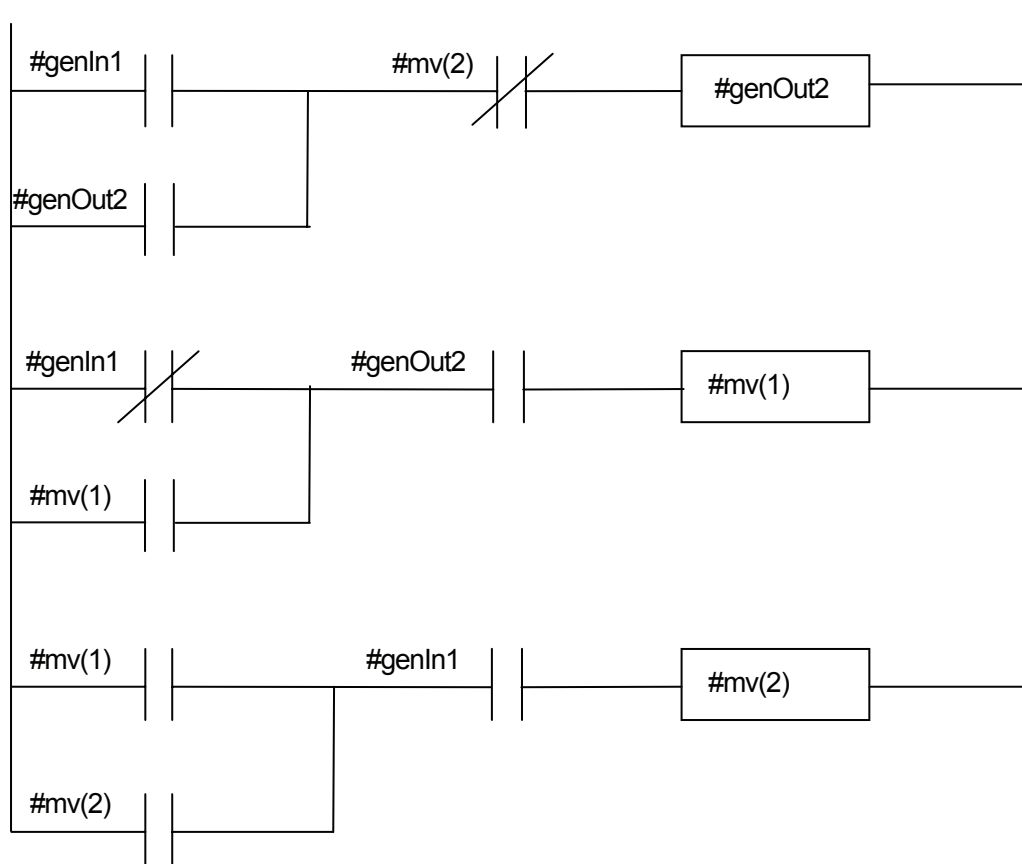 #genIn1 #mv(2) #genOut2
#genOut2
#genIn1 #genOut2 #mv(1)
#mv(1)
#mv(1) #genIn1 #mv(2)
#mv(2)